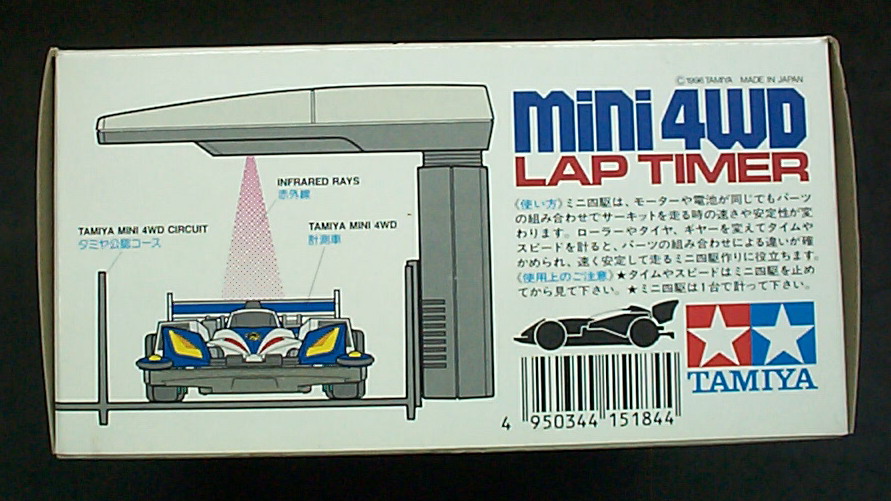 ©1996 TAMIYA MADE IN JAPAN
mini 4WD
LAP TIMER
INFRARED RAYS
赤外線
TAMIYA MINI 4WD CIRCUIT
タミヤ公認コース
TAMIYA MINI 4WD
計測車
《使い方》ミニ四駆は、モーターや電池が同じでもパーツ
の組み合わせでサーキットを走る時の速さや安定性が変
わります。ローラーやタイヤ、ギヤーを変えてタイムや
スピードを計ると、パーツの組み合わせによる違いが確
かめられ、速く安定して走るミニ四駆作りに役立ちます。
《使用上のご注意》★タイムやスピードはミニ四駆を止め
てから見て下さい。★ミニ四駆は1台で計って下さい。
TAMIYA
4 950344 151844